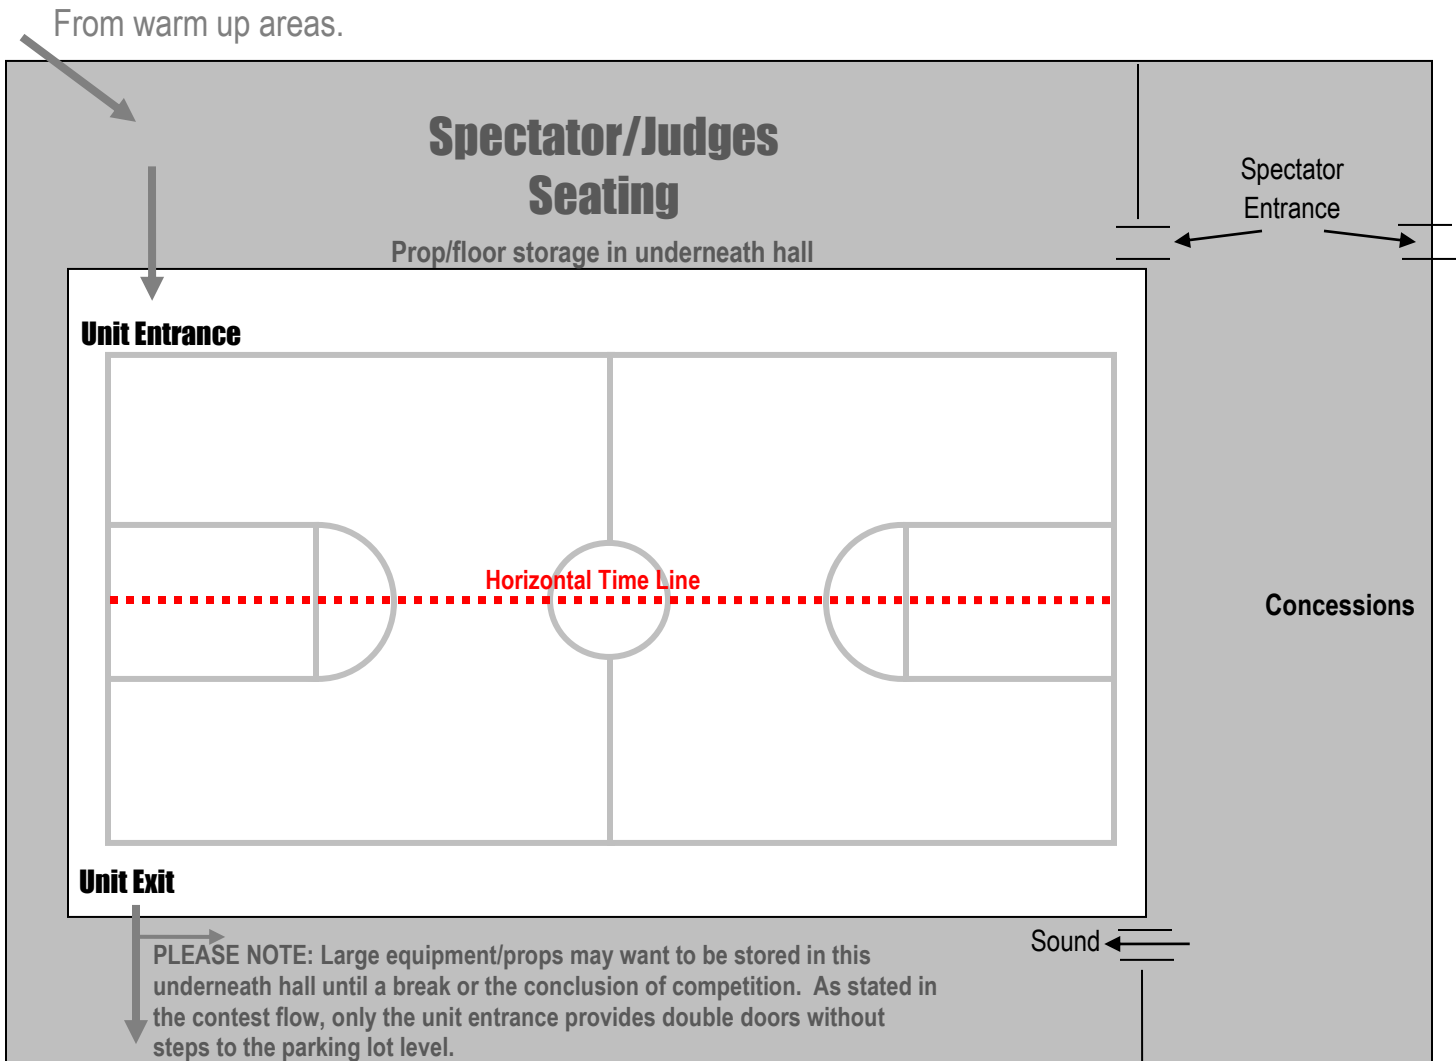 From warm up areas.
Spectator/Judges
Seating
Spectator
Entrance
Prop/floor storage in underneath hall
Unit Entrance
Horizontal Time Line
Concessions
Unit Exit
Sound
PLEASE NOTE: Large equipment/props may want to be stored in this
underneath hall until a break or the conclusion of competition.  As stated in
the contest flow, only the unit entrance provides double doors without
steps to the parking lot level.